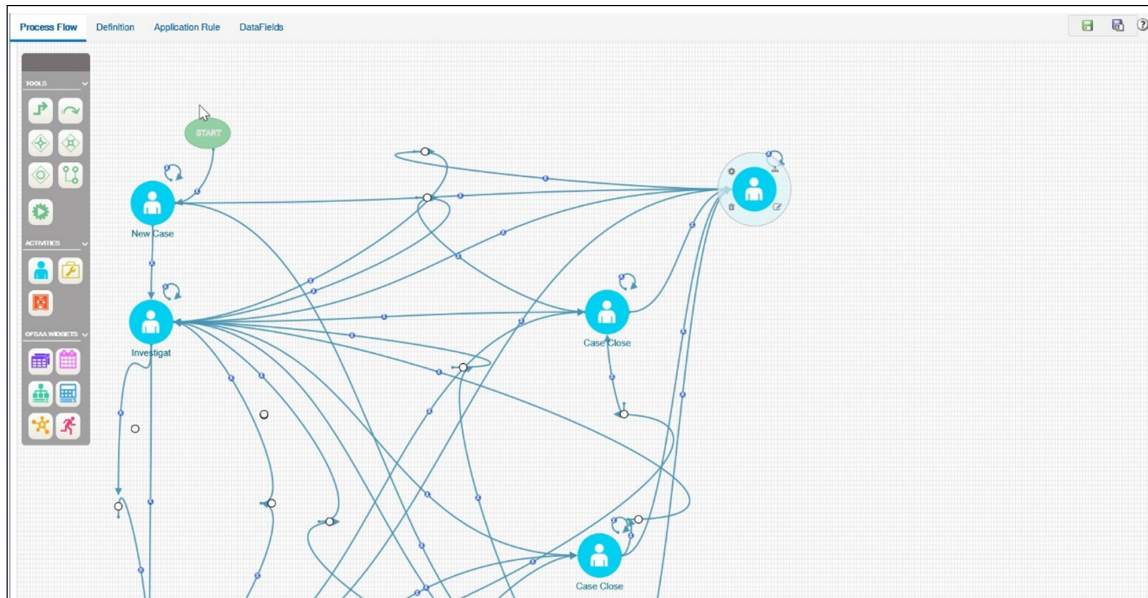 Process Flow
Definition
Application Rule
DataFields
?
TOOLS
START
New Case
ACTIVITIES
Investigat
Case Close
OFSAA WIDGETS
Case Close